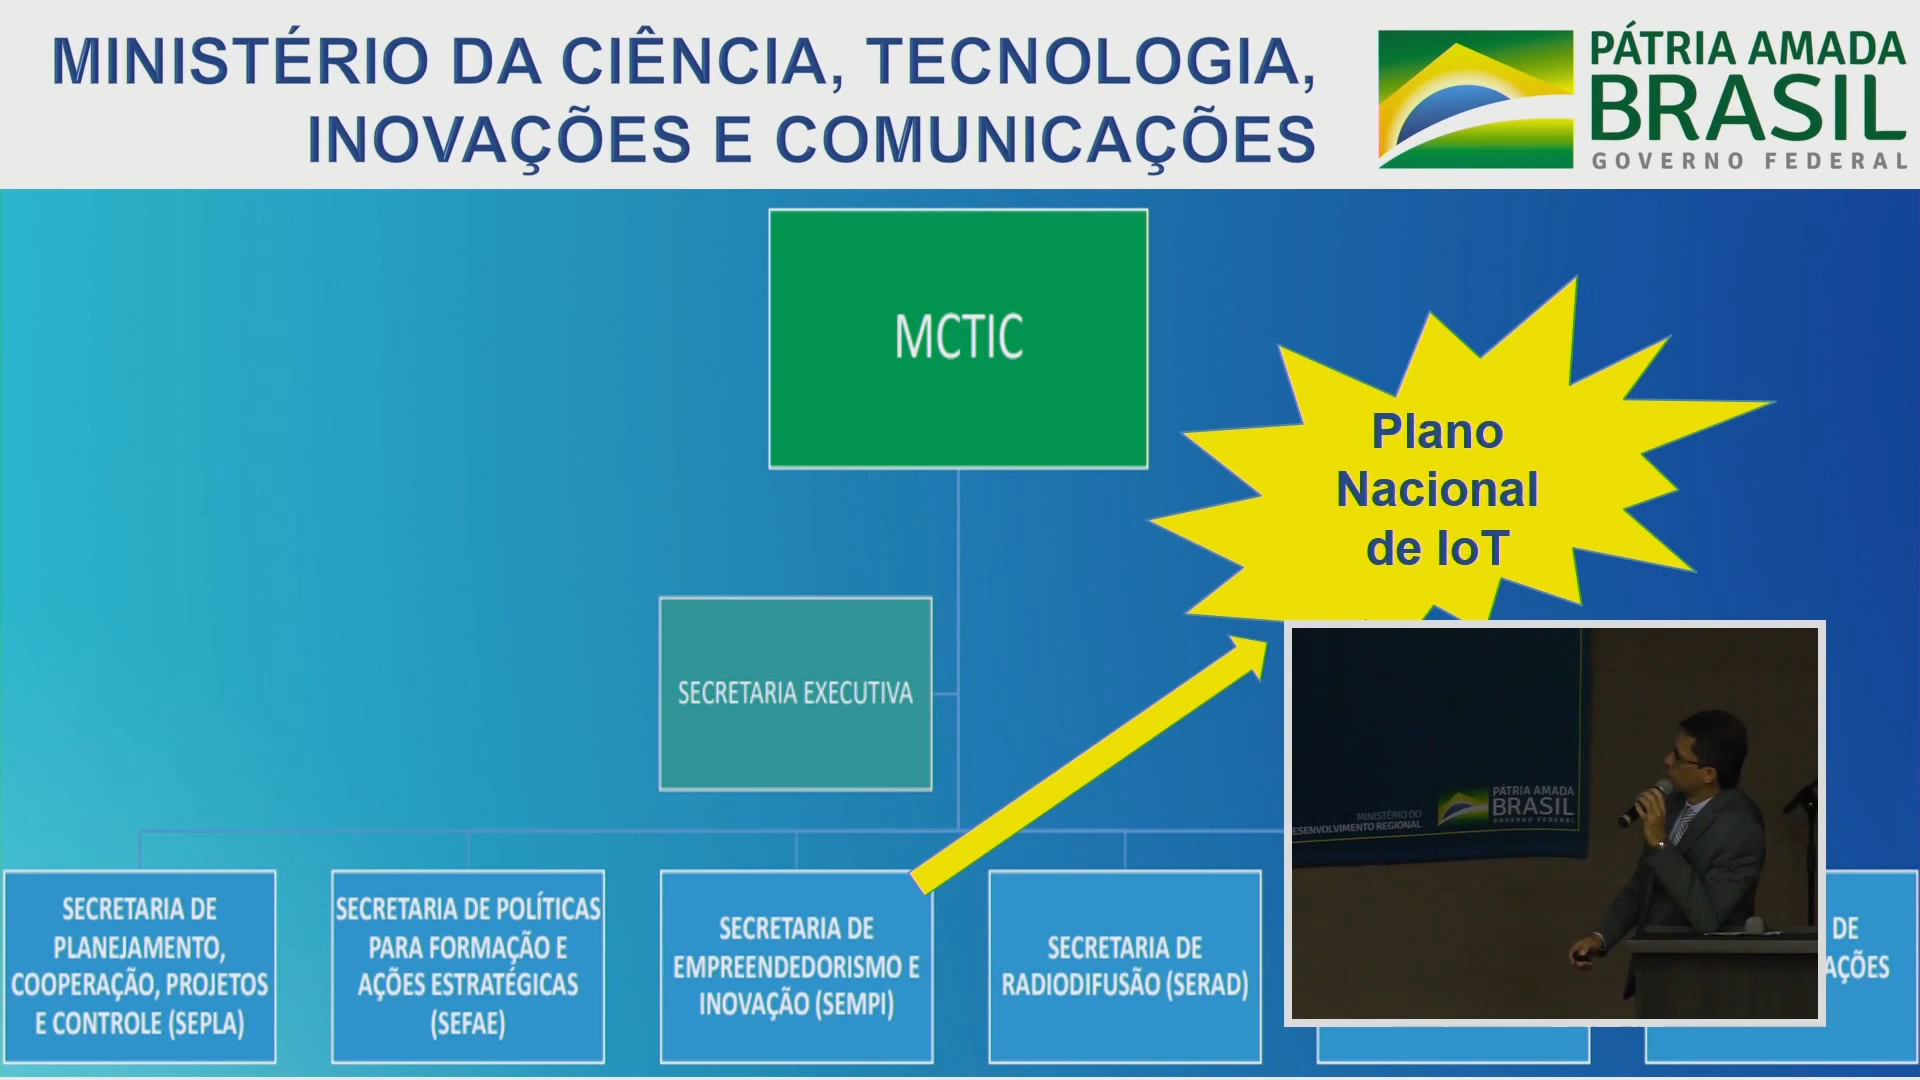 MINISTÉRIO DA CIÊNCIA, TECNOLOGIA,
INOVAÇÕES E COMUNICAÇÕES
PÁTRIA AMADA
BRASIL
GOVERNO FEDERAL
MCTIC
Plano
Nacional
de IoT
SECRETARIA EXECUTIVA
SECRETARIA DE
PLANEJAMENTO,
COOPERAÇÃO, PROJETOS
E CONTROLE (SEPLA)
SECRETARIA DE POLÍTICAS
PARA FORMAÇÃO E
AÇÕES ESTRATÉGICAS
(SEFAE)
SECRETARIA DE
EMPREENDEDORISMO E
INOVAÇÃO (SEMPI)
SECRETARIA DE
RADIODIFUSÃO (SERAD)
DE
AÇÕES
MINISTÉRIO DO
ESENVOLVIMENTO REGIONAL
PÁTRIA AMADA
BRASIL
GOVERNO FEDERAL